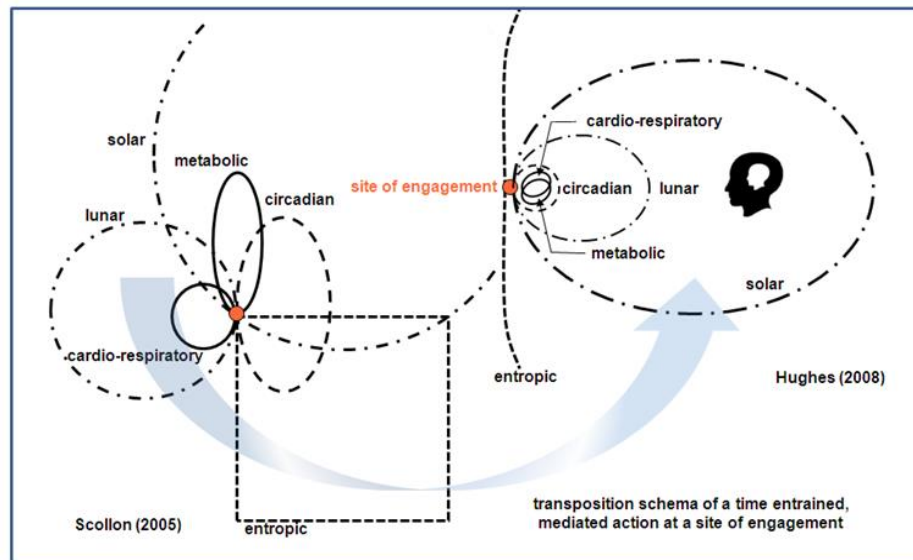 solar
metabolic
lunar
circadian
cardio-respiratory
Scollon (2005)
entropic
site of engagement
cardio-respiratory
circadian
lunar
metabolic
solar
entropic
Hughes (2008)
transposition schema of a time entrained,
mediated action at a site of engagement